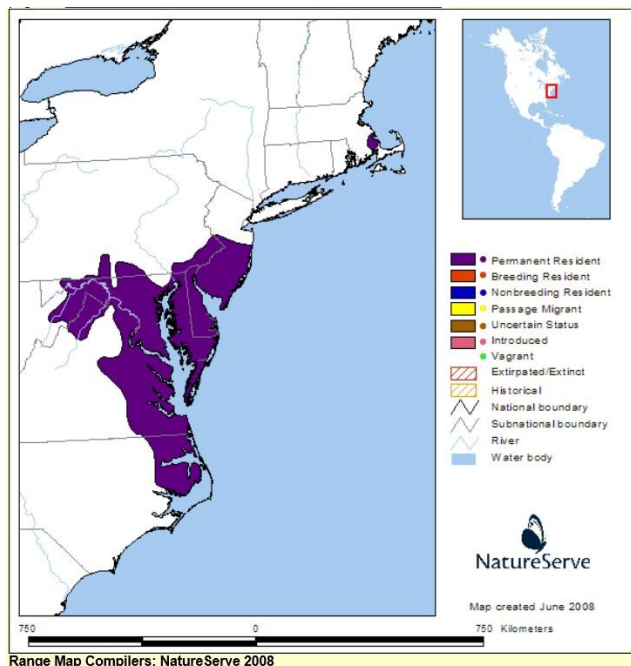 Permanent Resident
Breeding Resident
Nonbreeding Resident
Passage Migrant
Uncertain Status
Introduced
Vagrant
Extirpated/Extinct
Historical
National boundary
Subnational boundary
River
Water body
NatureServe
Map created June 2008
750 0 750 Kilometers
Range Map Compilers: NatureServe 2008